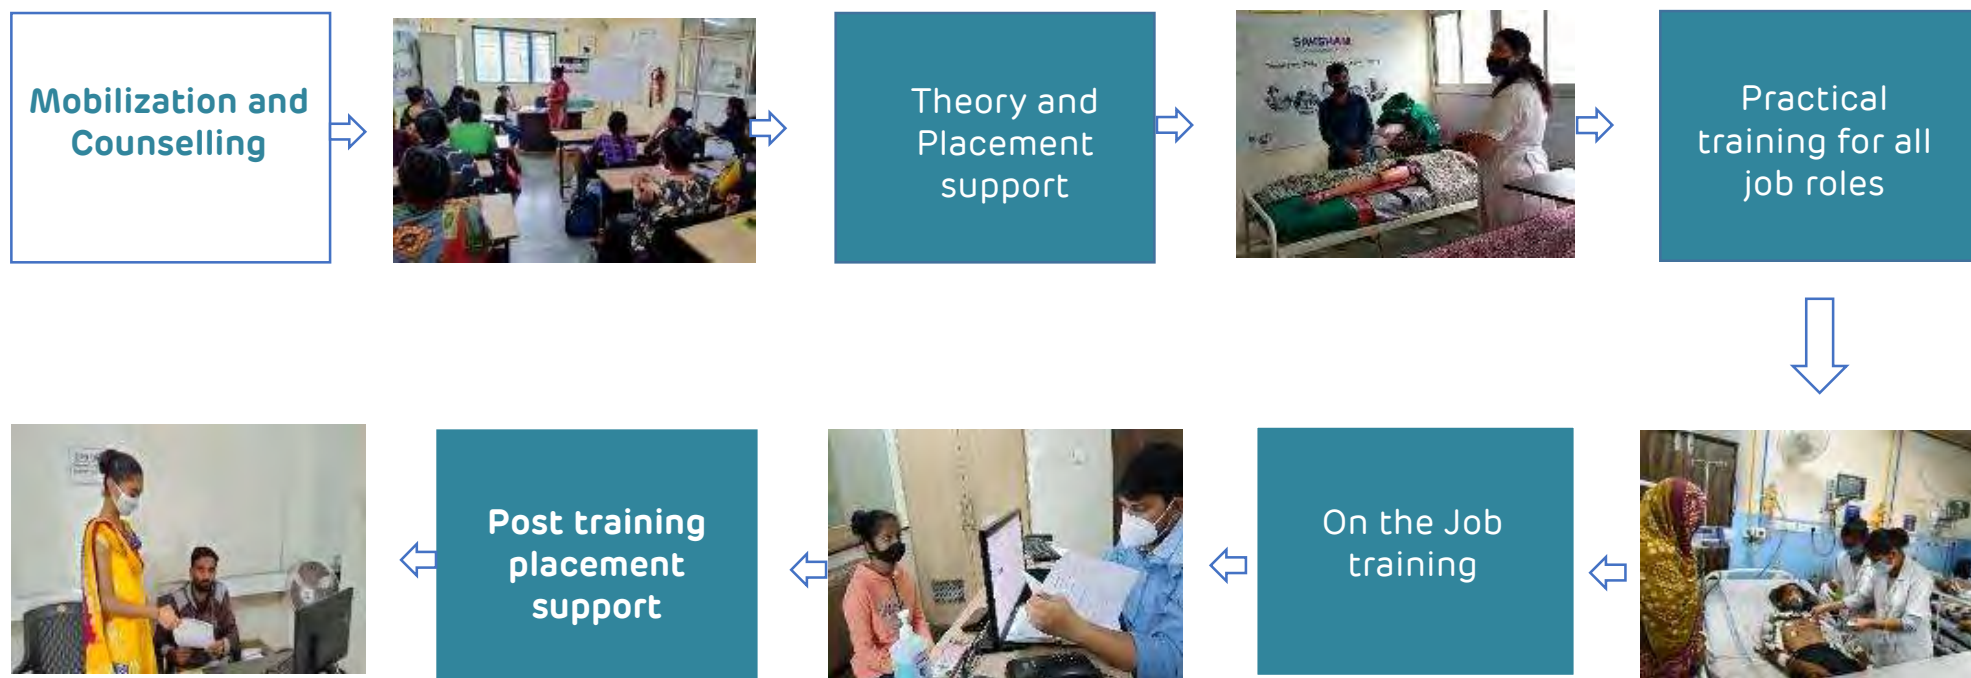 Mobilization and
Counselling
Theory and
Placement
support
SAKSHAM
Practical
training for all
job roles
On the Job
training
Post training
placement
support